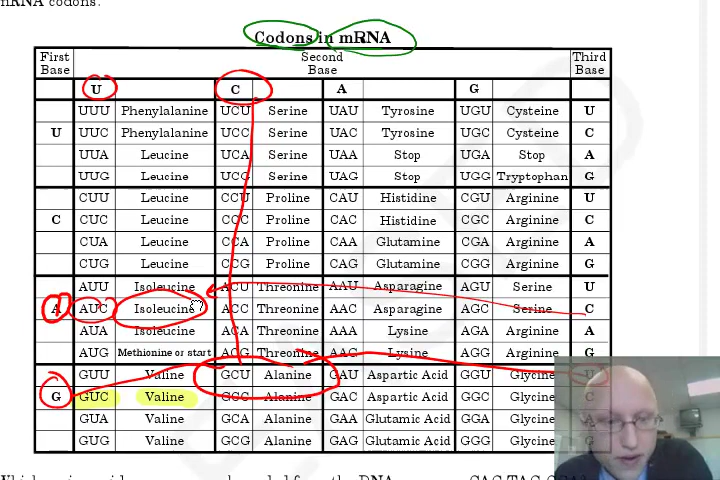 mRNA codons.
Codons in mRNA
First Base Second Base Third Base
U C A G
UUU Phenylalanine UCU Serine UAU Tyrosine UGU Cysteine U
U UUC Phenylalanine UCC Serine UAC Tyrosine UGC Cysteine C
UUA Leucine UCA Serine UAA Stop UGA Stop A
UUG Leucine UCG Serine UAG Stop UGG Tryptophan G
CUU Leucine CCU Proline CAU Histidine CGU Arginine U
C CUC Leucine CCC Proline CAC Histidine CGC Arginine C
CUA Leucine CCA Proline CAA Glutamine CGA Arginine A
CUG Leucine CCG Proline CAG Glutamine CGG Arginine G
AUU Isoleucine ACU Threonine AAU Asparagine AGU Serine U
A AUC Isoleucine ACC Threonine AAC Asparagine AGC Serine C
AUA Isoleucine ACA Threonine AAA Lysine AGA Arginine A
AUG Methionine or start ACG Threonine AAG Lysine AGG Arginine G
GUU Valine GCU Alanine GAU Aspartic Acid GGU Glycine U
G GUC Valine GCC Alanine GAC Aspartic Acid GGC Glycine C
GUA Valine GCA Alanine GAA Glutamic Acid GGA Glycine A
GUG Valine GCG Alanine GAG Glutamic Acid GGG Glycine G